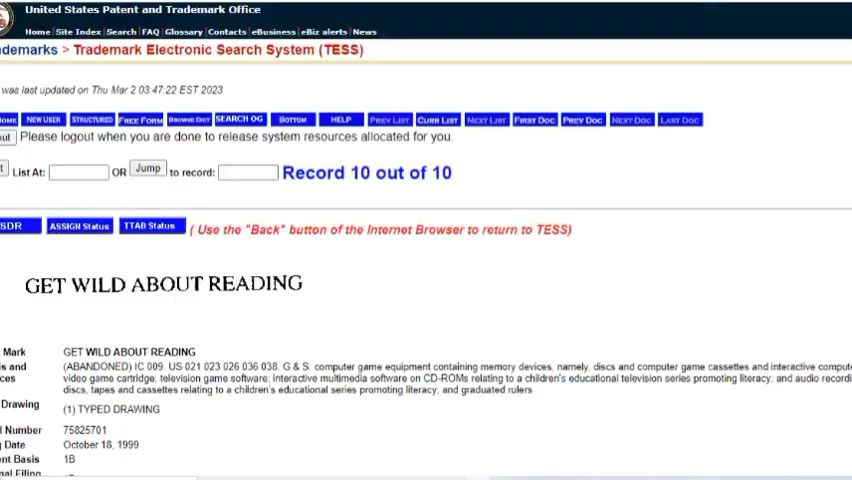 United States Patent and Trademark Office
Home | Site Index | Search | FAQ | Glossary | Contacts | eBusiness | eBiz alerts | News
demarks > Trademark Electronic Search System (TESS)
was last updated on Thu Mar 2 03:47:22 EST 2023
OME NEW USER STRUCTURED FREE FORM BROWSE DICT SEARCH OG BOTTOM HELP PREV LIST CURR LIST NEXT LIST FIRST DOC PREV DOC NEXT DOC LAST DOC
out Please logout when you are done to release system resources allocated for you.
t List At: OR Jump to record: Record 10 out of 10
SDR ASSIGN Status TTAB Status ( Use the "Back" button of the Internet Browser to return to TESS)
GET WILD ABOUT READING
Mark GET WILD ABOUT READING
s and (ABANDONED) IC 009. US 021 023 026 036 038. G & S: computer game equipment containing memory devices, namely, discs and computer game cassettes and interactive compute
ces video game cartridge; television game software; interactive multimedia software on CD-ROMs relating to a children's educational television series promoting literacy; and audio recordi
discs, tapes and cassettes relating to a children's educational series promoting literacy; and graduated rulers
Drawing (1) TYPED DRAWING
l Number 75825701
g Date October 18, 1999
nt Basis 1B
nal Filing